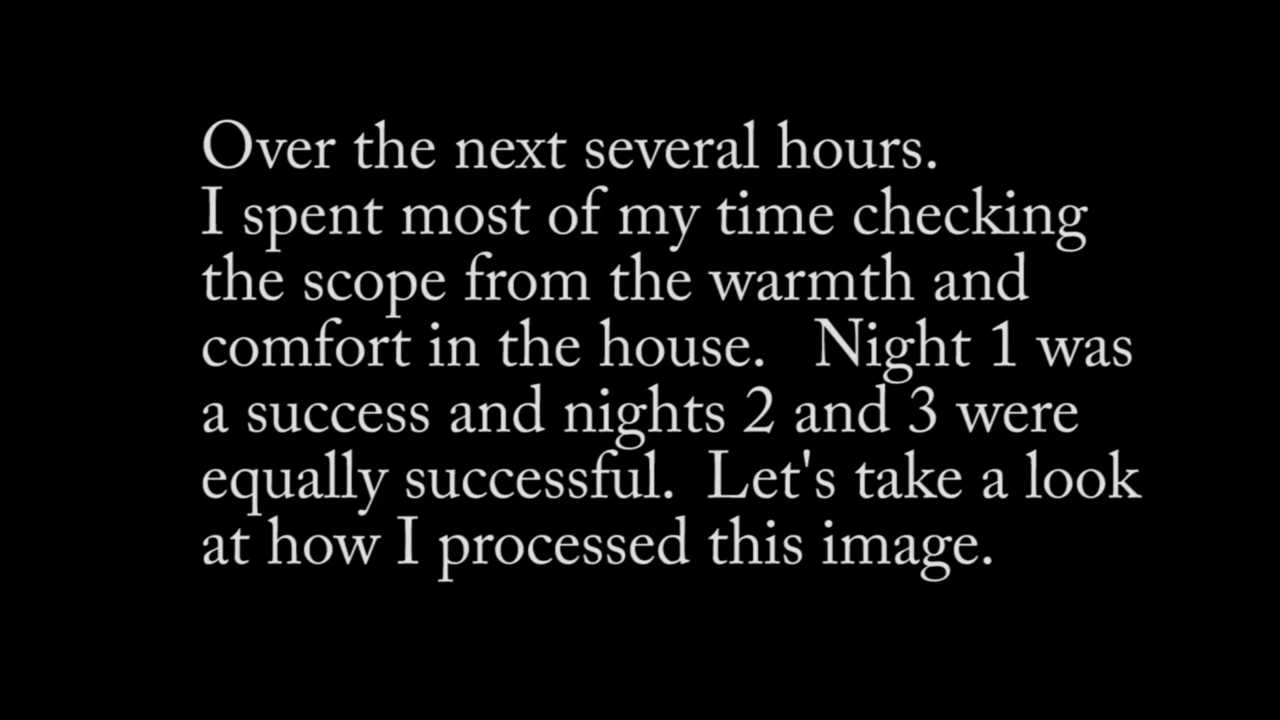 Over the next several hours.
I spent most of my time checking
the scope from the warmth and
comfort in the house.   Night 1 was
a success and nights 2 and 3 were
equally successful.  Let's take a look
at how I processed this image.